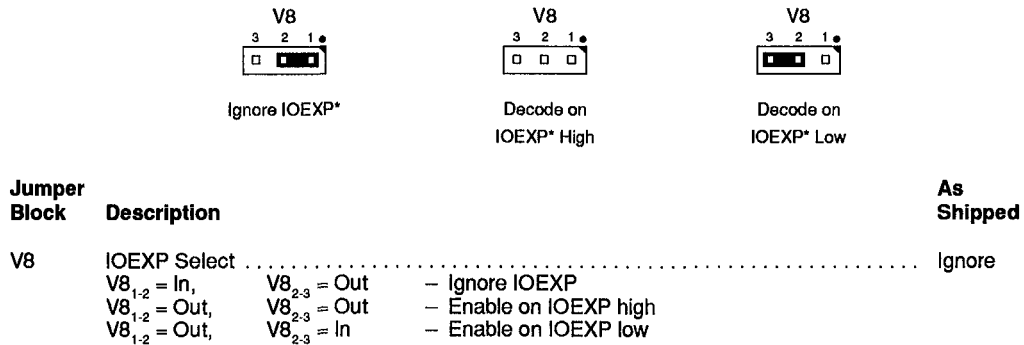 V8 V8 V8
3 2 1 3 2 1 3 2 1
Ignore IOEXP* Decode on Decode on
IOEXP* High IOEXP* Low
Jumper As
Block Description Shipped
V8 IOEXP Select ........................................................................ Ignore
V8₁₋₂ = In, V8₂₋₃ = Out – Ignore IOEXP
V8₁₋₂ = Out, V8₂₋₃ = Out – Enable on IOEXP high
V8₁₋₂ = Out, V8₂₋₃ = In – Enable on IOEXP low